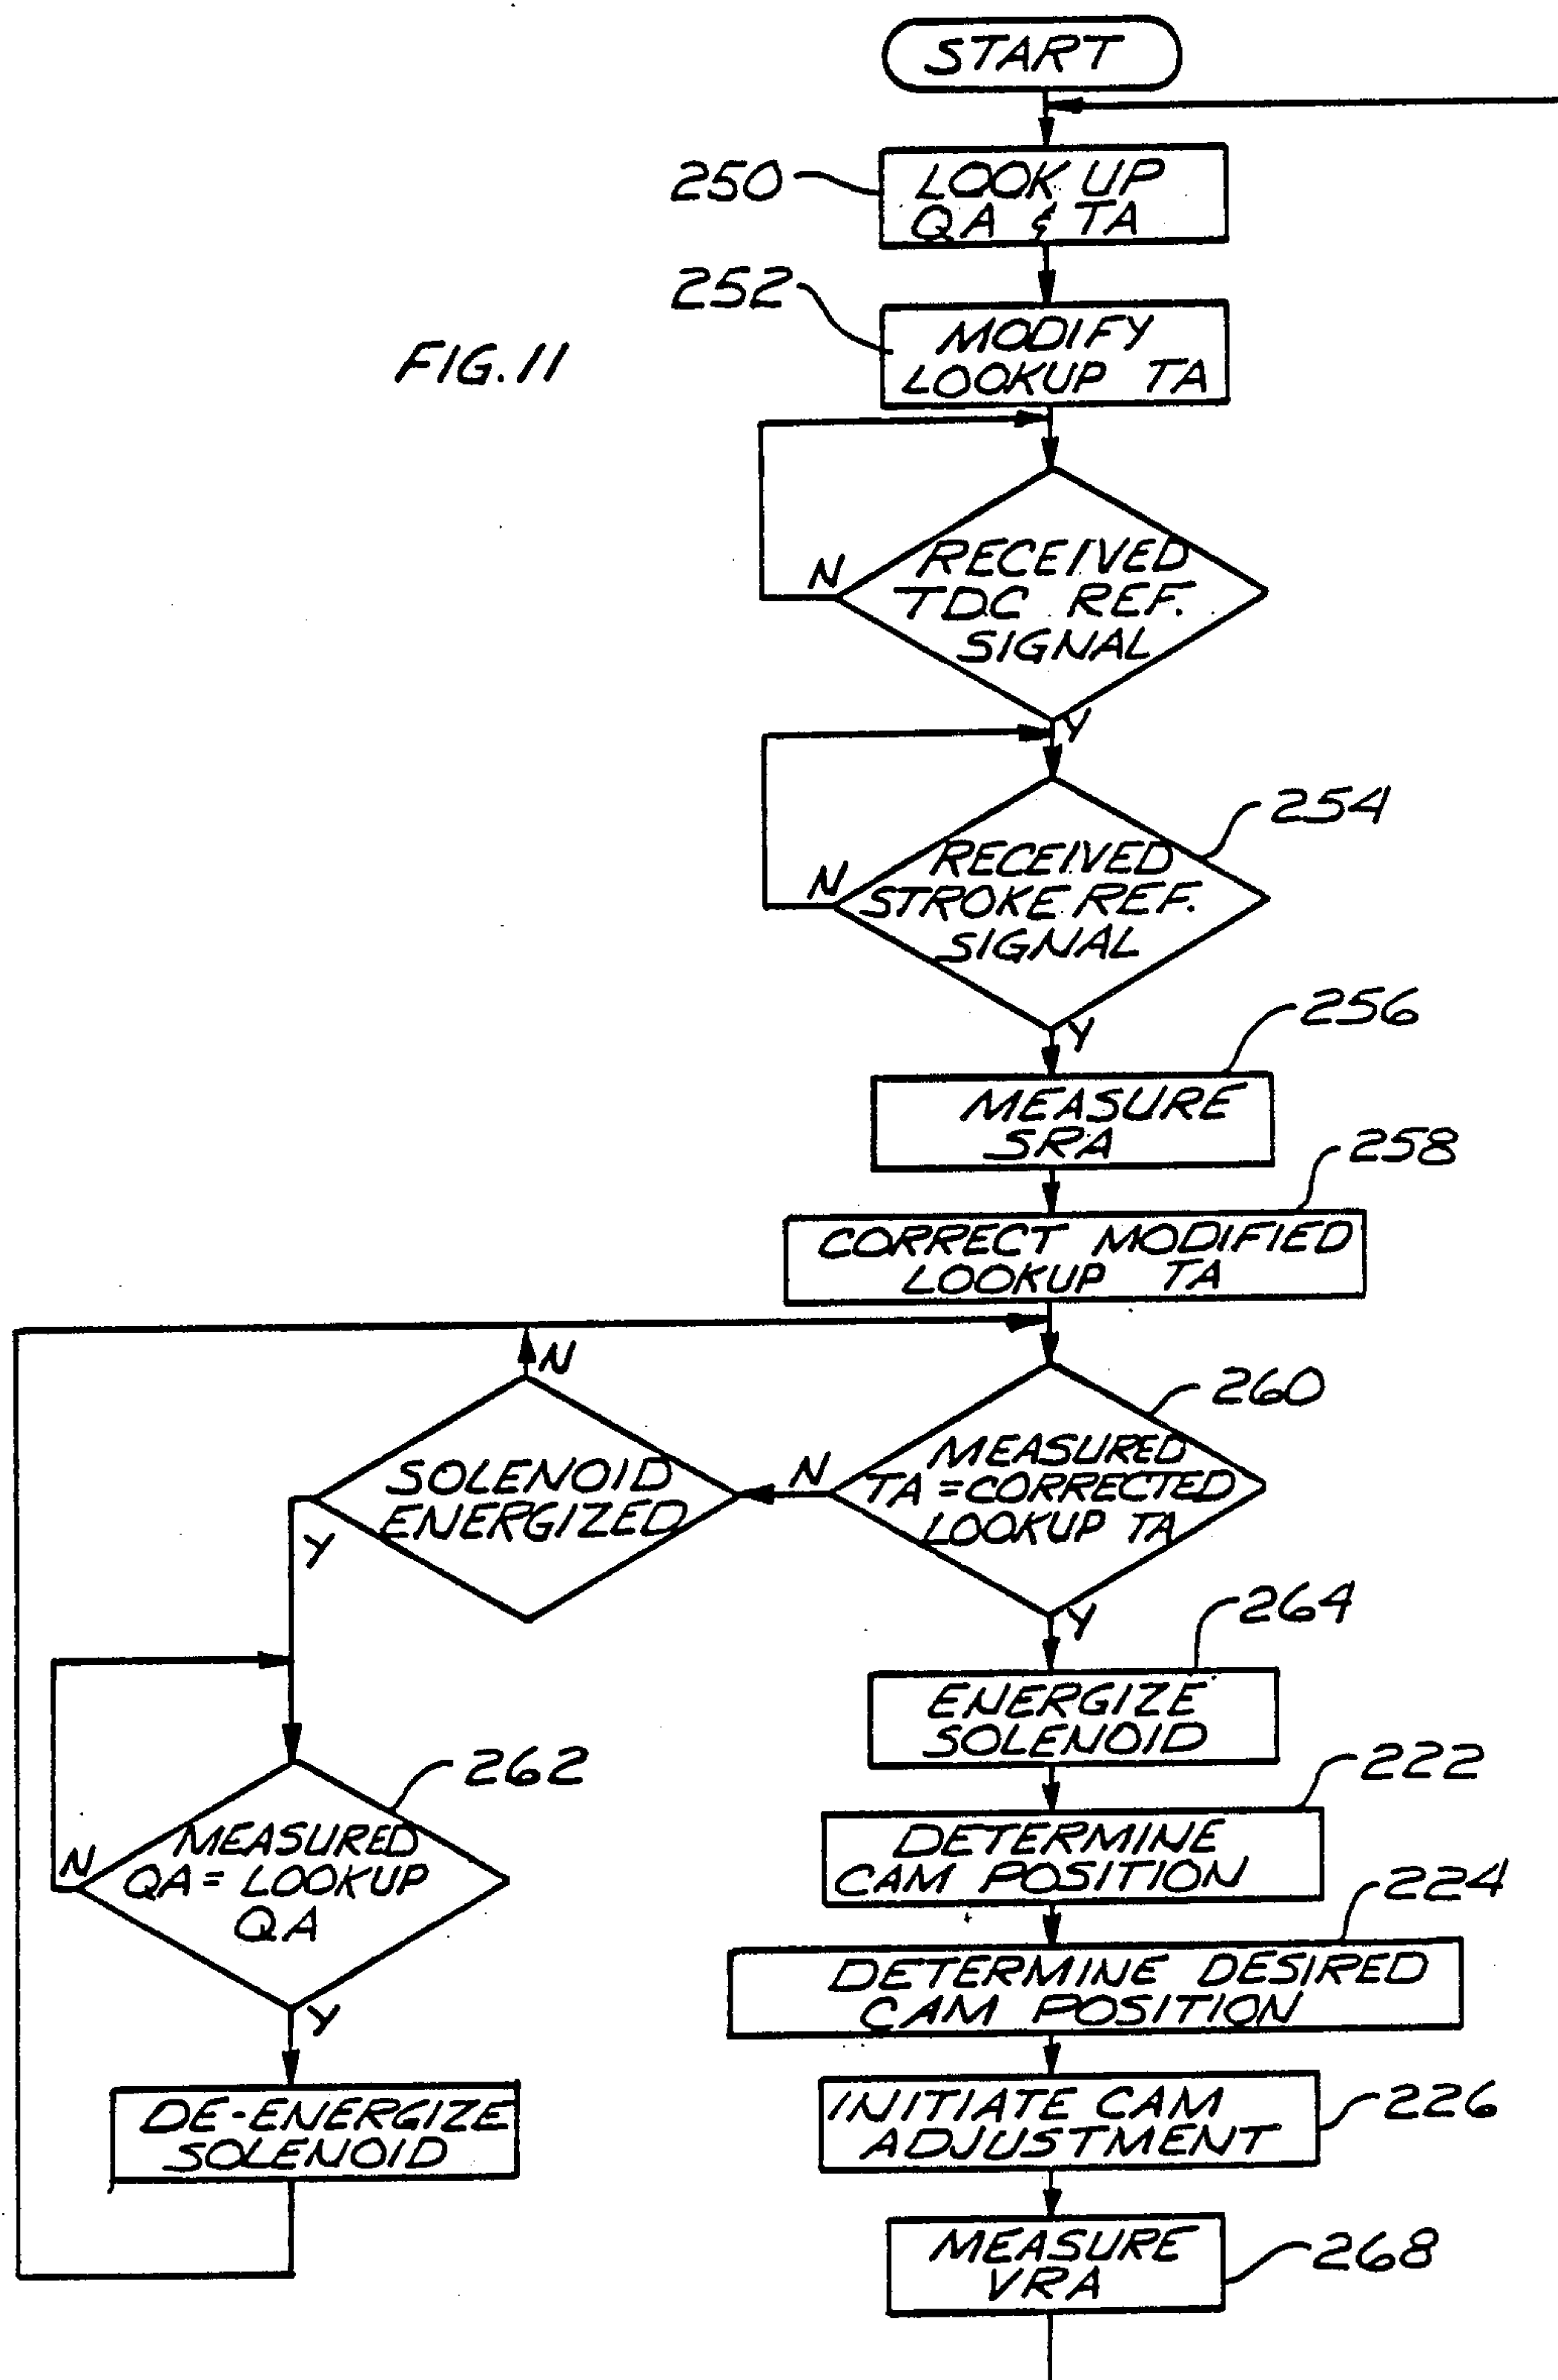 START
250
LOOK UP
QA & TA
252
MODIFY
LOOKUP TA
FIG. 11
RECEIVED
TDC REF.
SIGNAL
N
Y
254
RECEIVED
STROKE REF.
SIGNAL
N
Y
256
MEASURE
SRA
258
CORRECT MODIFIED
LOOKUP TA
260
MEASURED
TA = CORRECTED
LOOKUP TA
N
Y
SOLENOID
ENERGIZED
N
Y
264
ENERGIZE
SOLENOID
262
MEASURED
QA = LOOKUP
QA
N
Y
222
DETERMINE
CAM POSITION
224
DETERMINE DESIRED
CAM POSITION
DE-ENERGIZE
SOLENOID
226
INITIATE CAM
ADJUSTMENT
268
MEASURE
VRA